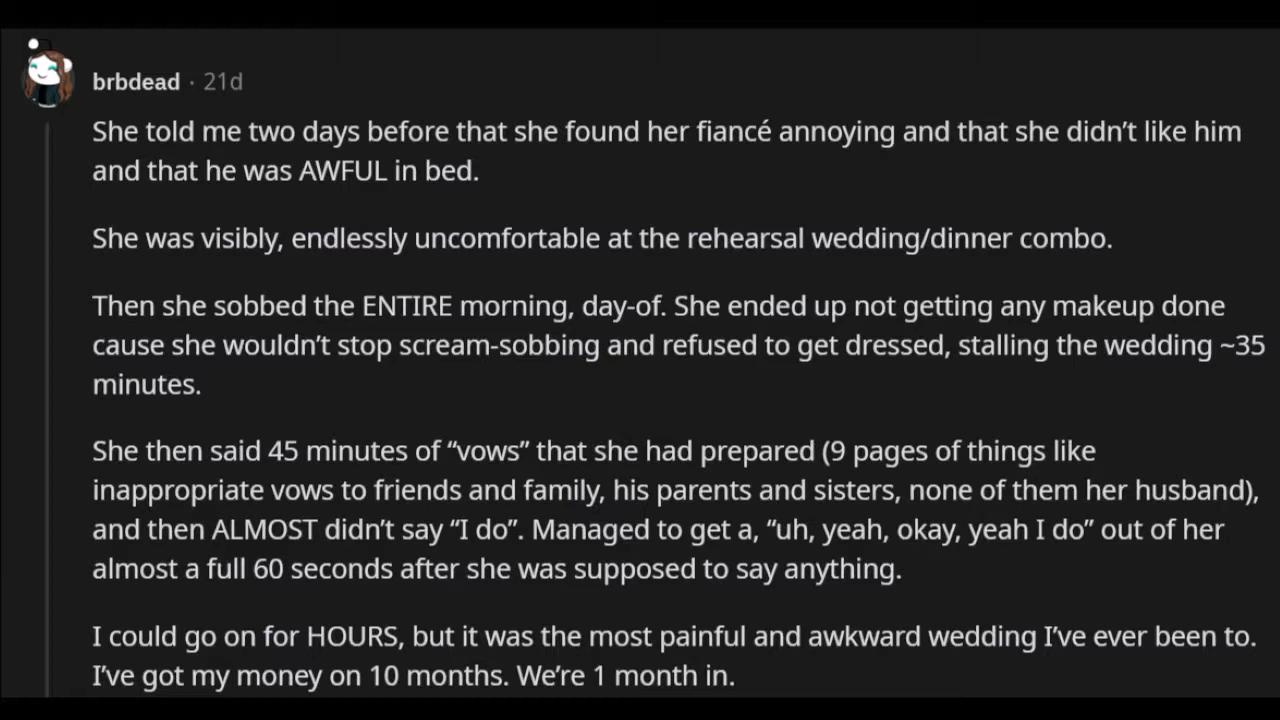 brbdead · 21d
She told me two days before that she found her fiancé annoying and that she didn’t like him
and that he was AWFUL in bed.
She was visibly, endlessly uncomfortable at the rehearsal wedding/dinner combo.
Then she sobbed the ENTIRE morning, day-of. She ended up not getting any makeup done
cause she wouldn’t stop scream-sobbing and refused to get dressed, stalling the wedding ~35
minutes.
She then said 45 minutes of “vows” that she had prepared (9 pages of things like
inappropriate vows to friends and family, his parents and sisters, none of them her husband),
and then ALMOST didn’t say “I do”. Managed to get a, “uh, yeah, okay, yeah I do” out of her
almost a full 60 seconds after she was supposed to say anything.
I could go on for HOURS, but it was the most painful and awkward wedding I’ve ever been to.
I’ve got my money on 10 months. We’re 1 month in.